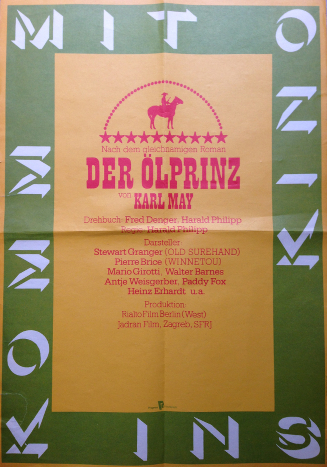 KOMM MIT
INS KINO
Nach dem gleichnamigen Roman
DER ÖLPRINZ
von
KARL MAY
Drehbuch: Fred Denger, Harald Philipp
Regie: Harald Philipp
Darsteller:
Stewart Granger (OLD SUREHAND)
Pierre Brice (WINNETOU)
Mario Girotti, Walter Barnes
Antje Weisgerber, Paddy Fox
Heinz Erhardt u.a.
Produktion:
Rialto Film Berlin (West)
Jadran Film, Zagreb, SFRJ